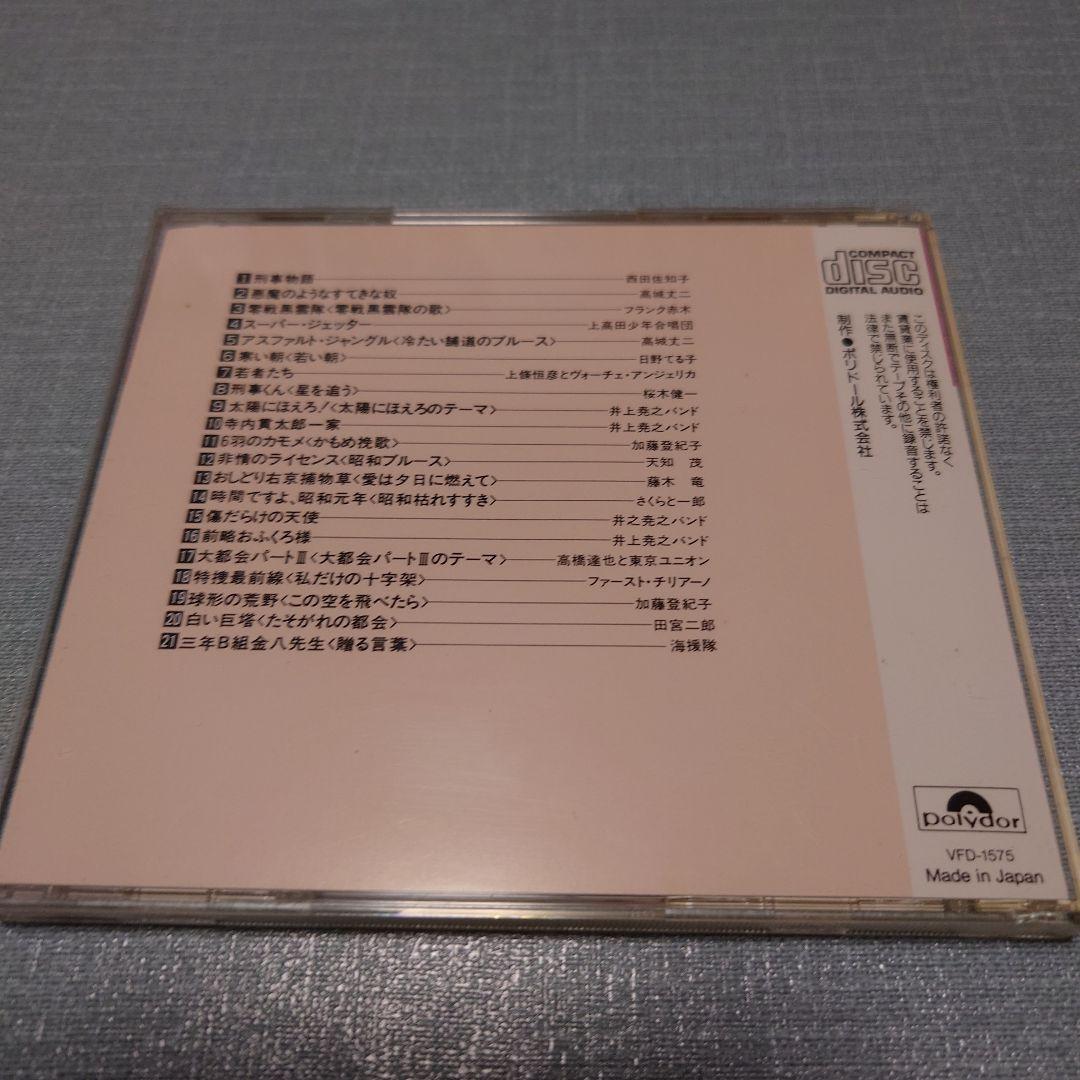 1 刑事物語 西田佐知子
2 悪魔のようなすてきな奴 高城丈二
3 零戦黒雲隊〈零戦黒雲隊の歌〉 フランク赤木
4 スーパー・ジェッター 上高田少年合唱団
5 アスファルト・ジャングル〈冷たい舗道のブルース〉 高城丈二
6 寒い朝〈若い朝〉 日野てる子
7 若者たち 上條恒彦とヴォーチェ・アンジェリカ
8 刑事くん〈星を追う〉 桜木健一
9 太陽にほえろ!〈太陽にほえろのテーマ〉 井上堯之バンド
10 寺内貫太郎一家 井上堯之バンド
11 6羽のカモメ〈かもめ挽歌〉 加藤登紀子
12 非情のライセンス〈昭和ブルース〉 天知 茂
13 おしどり右京捕物草〈愛は夕日に燃えて〉 藤木 竜
14 時間ですよ、昭和元年〈昭和枯れすすき〉 さくらと一郎
15 傷だらけの天使 井之堯之バンド
16 前略おふくろ様 井上堯之バンド
17 大都会パートⅢ〈大都会パートⅢのテーマ〉 高橋達也と東京ユニオン
18 特捜最前線〈私だけの十字架〉 ファースト・チリアーノ
19 球形の荒野〈この空を飛べたら〉 加藤登紀子
20 白い巨塔〈たそがれの都会〉 田宮二郎
21 三年B組金八先生〈贈る言葉〉 海援隊
COMPACT
disc
DIGITAL AUDIO
このディスクは権利者の許諾なく
賃貸業に使用することを禁じます。
また無断でテープその他に録音することは
法律で禁じられています。
制作●ポリドール株式会社
polydor
VFD-1575
Made in Japan